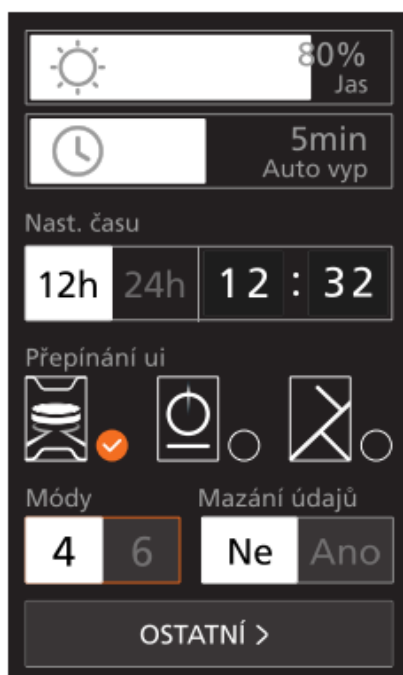 80%
Jas
5min
Auto vyp
Nast. času
12h 24h 12 : 32
Přepínání ui
Módy Mazání údajů
4 6 Ne Ano
OSTATNÍ >